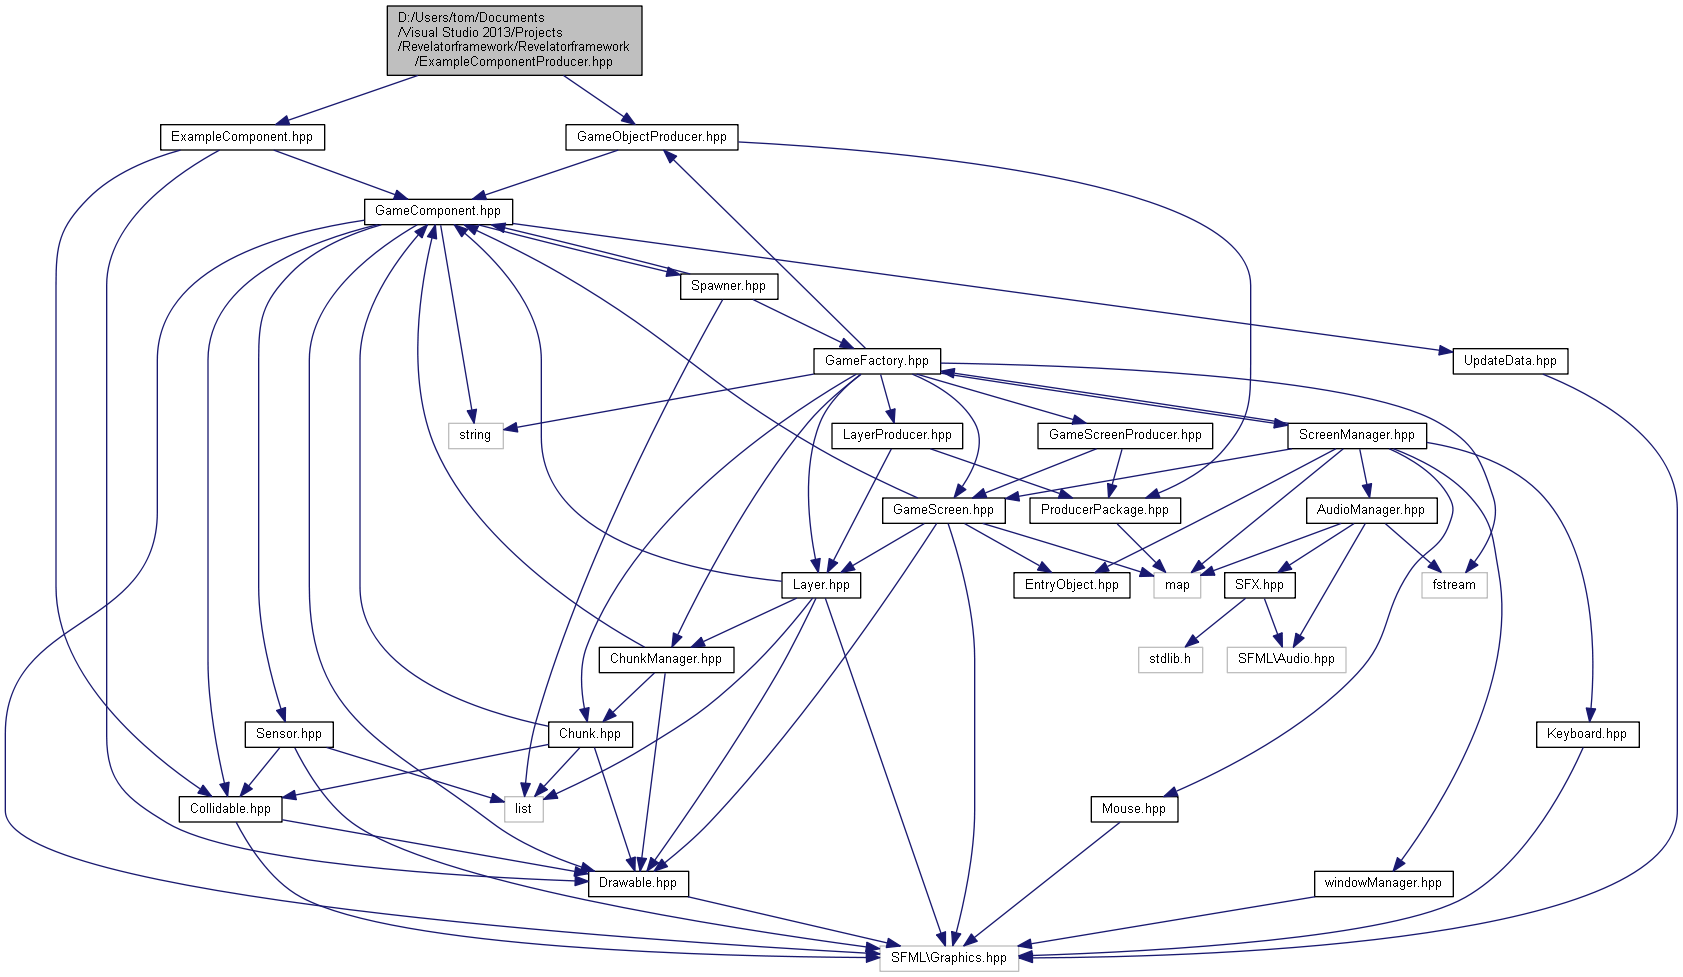 D:/Users/tom/Documents
/Visual Studio 2013/Projects
/Revelatorframework/Revelatorframework
/ExampleComponentProducer.hpp
ExampleComponent.hpp
GameObjectProducer.hpp
GameComponent.hpp
Spawner.hpp
GameFactory.hpp
UpdateData.hpp
string
LayerProducer.hpp
GameScreenProducer.hpp
ScreenManager.hpp
GameScreen.hpp
ProducerPackage.hpp
AudioManager.hpp
Layer.hpp
EntryObject.hpp
map
SFX.hpp
fstream
ChunkManager.hpp
stdlib.h
SFML\Audio.hpp
Sensor.hpp
Chunk.hpp
Keyboard.hpp
Collidable.hpp
list
Mouse.hpp
Drawable.hpp
windowManager.hpp
SFML\Graphics.hpp